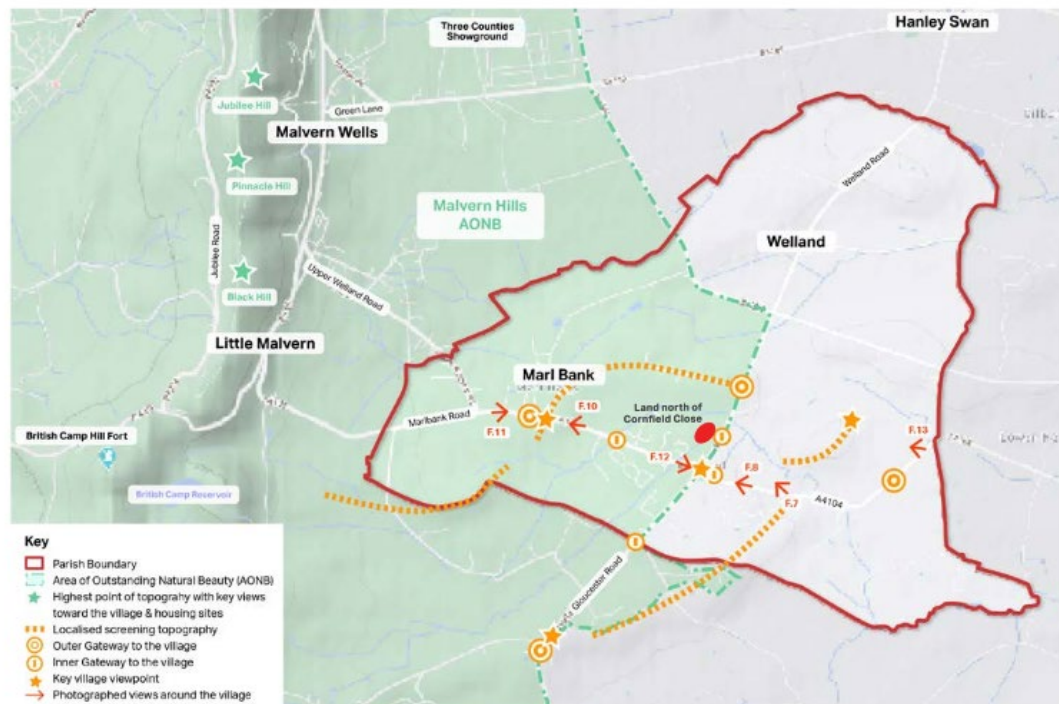 Three Counties
Showground
Hanley Swan
Jubilee Hill
Green Lane
Malvern Wells
Pinnacle Hill
Welland Road
Malvern Hills
AONB
Jubilee Road
Welland
Upper Welland Road
Black Hill
Little Malvern
Marl Bank
Land north of
Cornfield Close
Marlbank Road
F.10
F.11
F.13
British Camp Hill Fort
F.12
F.8
British Camp Reservoir
F.7
A4104
Gloucester Road
Key
Parish Boundary
Area of Outstanding Natural Beauty (AONB)
Highest point of topograhy with key views
toward the village & housing sites
Localised screening topography
Outer Gateway to the village
Inner Gateway to the village
Key village viewpoint
Photographed views around the village